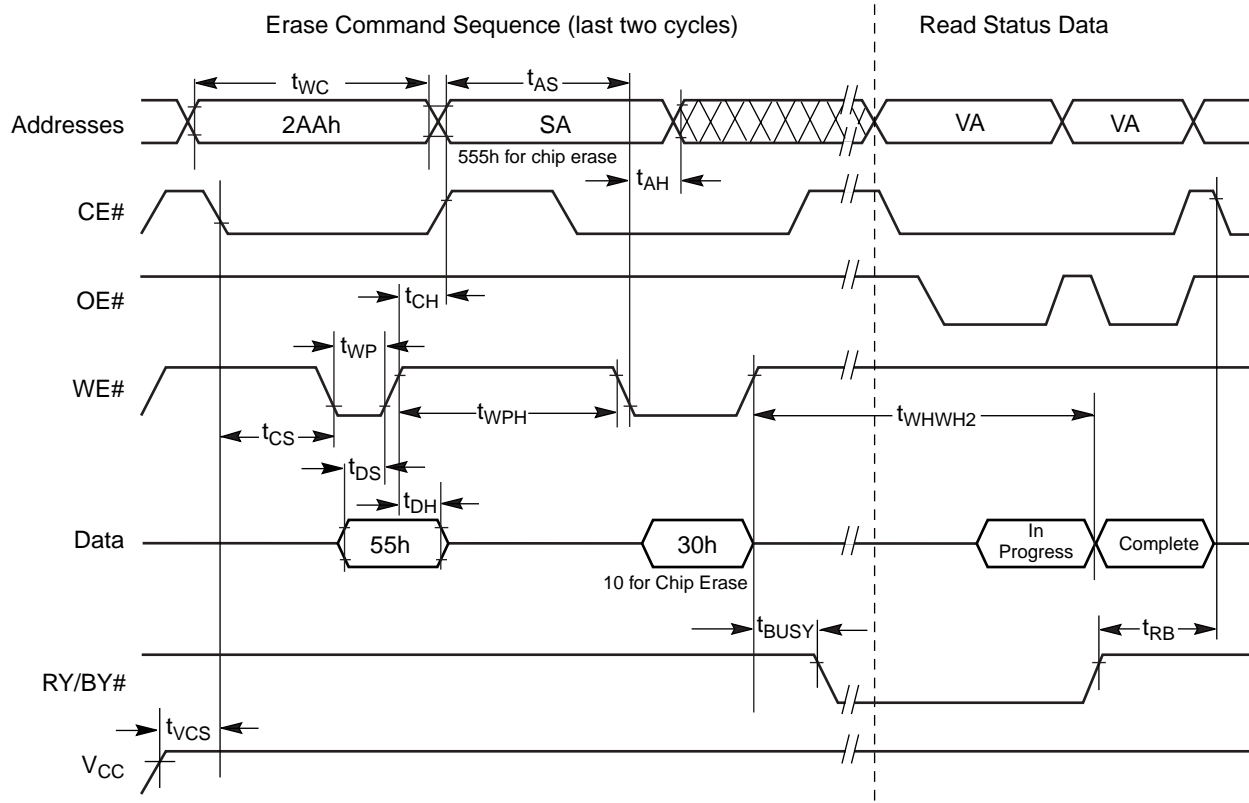 Erase Command Sequence (last two cycles)
Read Status Data
tWC
tAS
Addresses
2AAh
SA
VA
VA
555h for chip erase
tAH
CE#
OE#
tCH
tWP
WE#
tWPH
tWHWH2
tCS
tDS
tDH
Data
55h
30h
In
Progress
Complete
10 for Chip Erase
tBUSY
tRB
RY/BY#
tVCS
VCC